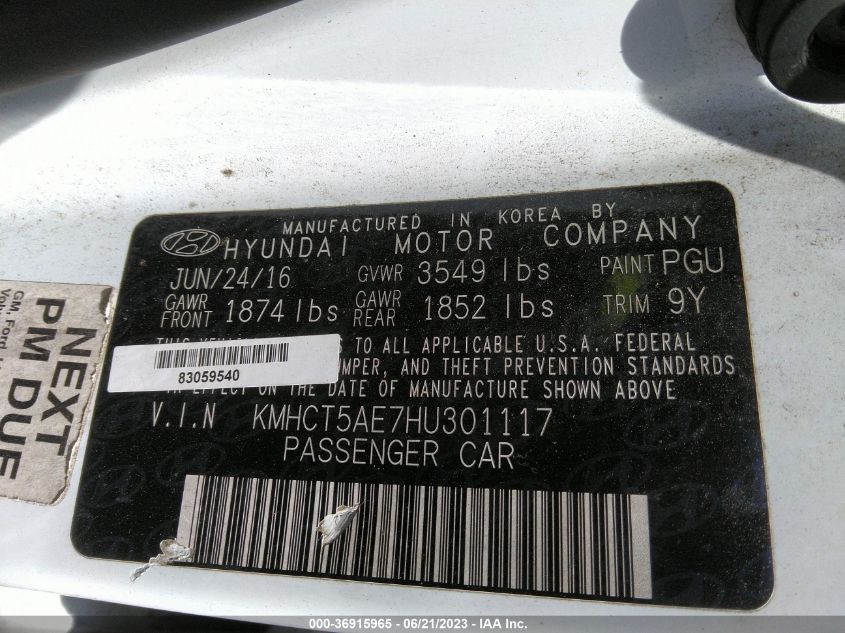 MANUFACTURED IN KOREA BY
HYUNDAI MOTOR COMPANY
JUN/24/16 GVWR 3549 lbs PAINT PGU
GAWR FRONT 1874 lbs GAWR REAR 1852 lbs TRIM 9Y
TO ALL APPLICABLE U.S.A. FEDERAL
AND THEFT PREVENTION STANDARDS
ON THE DATE OF MANUFACTURE SHOWN ABOVE
83059540
V.I.N KMHCT5AE7HU301117
PASSENGER CAR
NEXT
PM DUE
GM, Ford
000-36915965 - 06/21/2023 - IAA Inc.